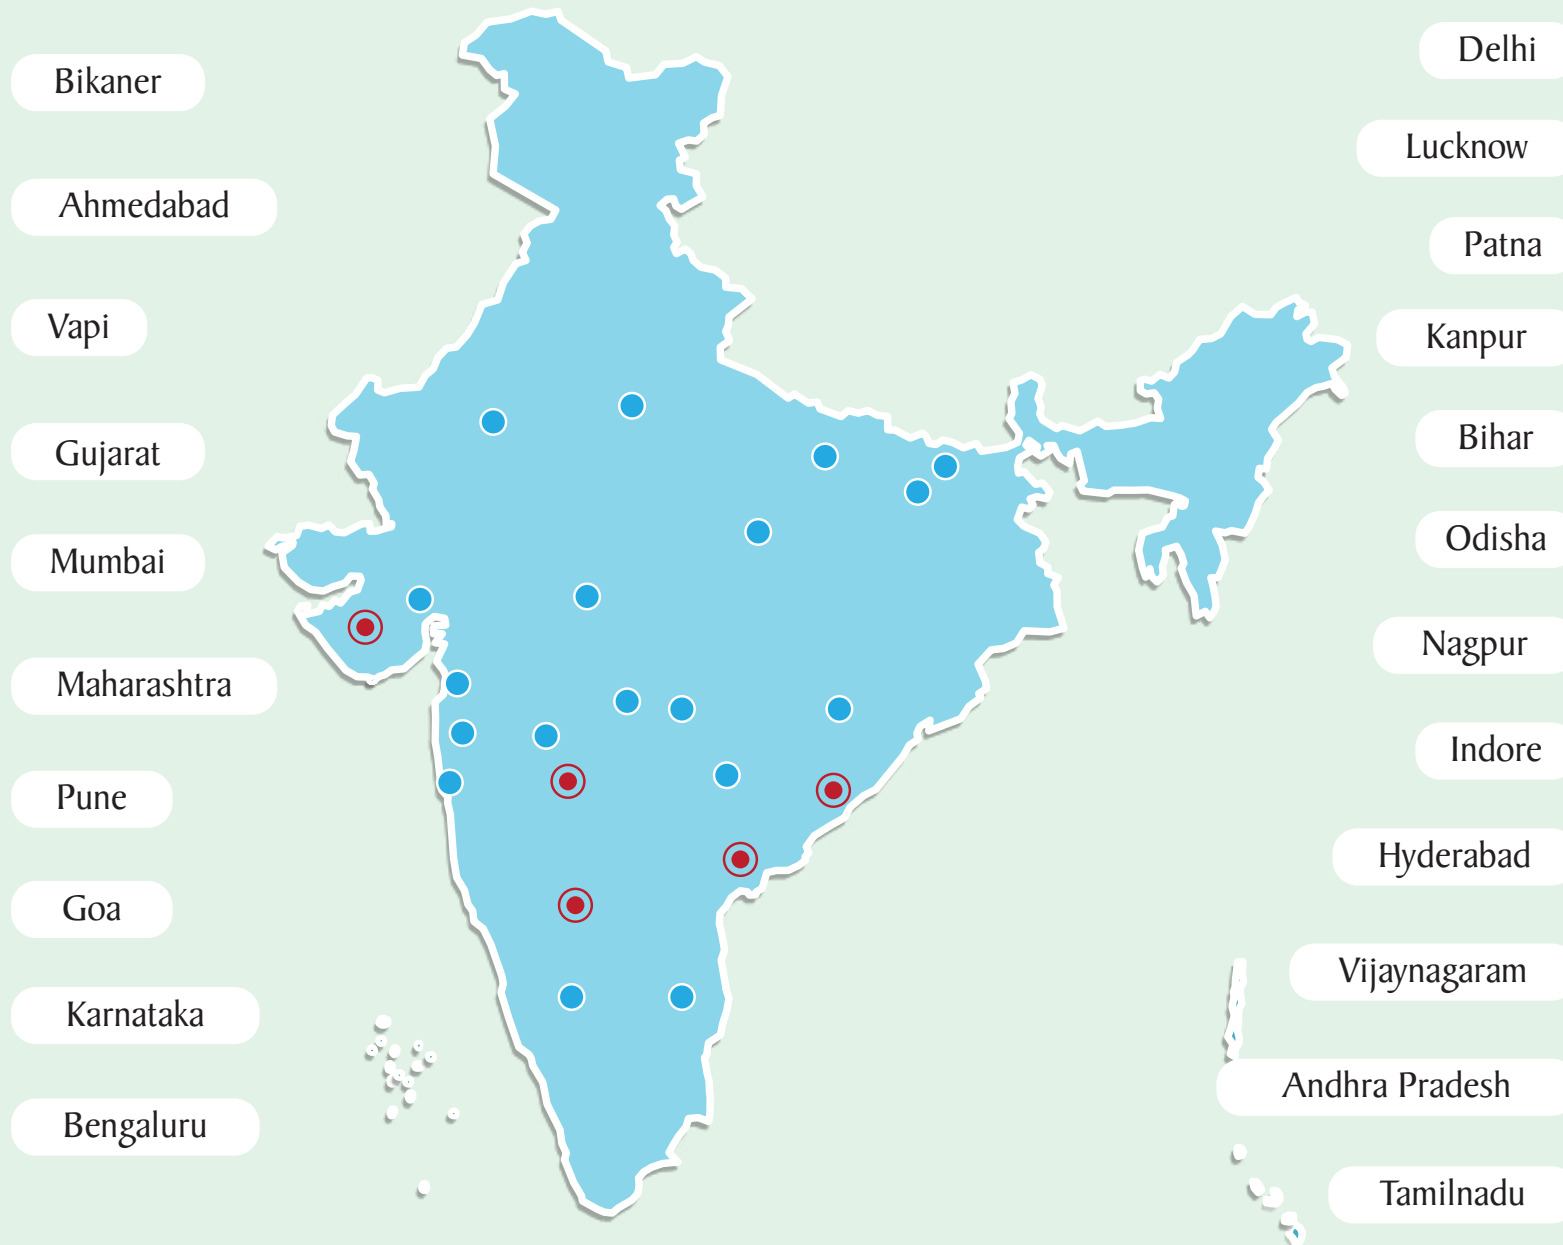 Bikaner
Ahmedabad
Vapi
Gujarat
Mumbai
Maharashtra
Pune
Goa
Karnataka
Bengaluru
Delhi
Lucknow
Patna
Kanpur
Bihar
Odisha
Nagpur
Indore
Hyderabad
Vijaynagaram
Andhra Pradesh
Tamilnadu